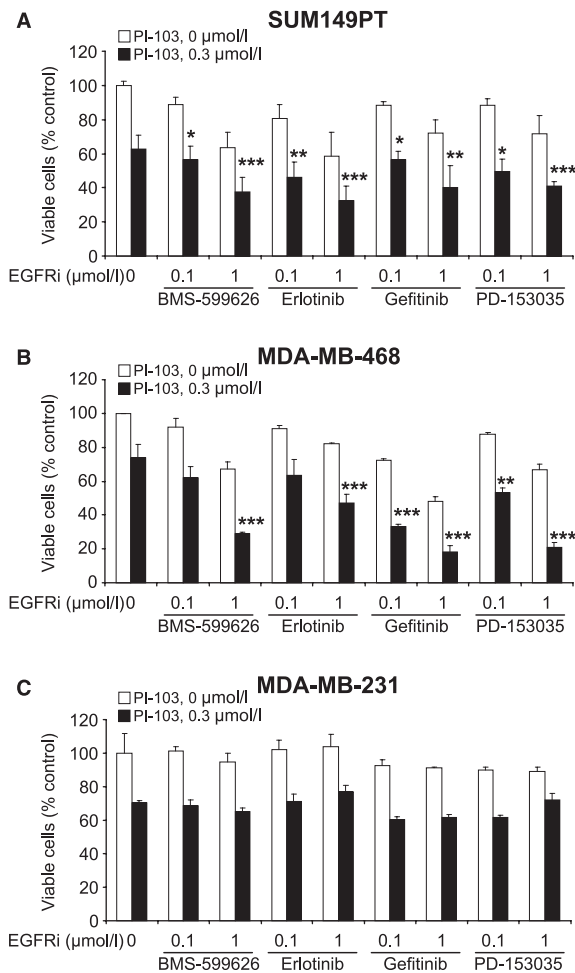 A SUM149PT
PI-103, 0 μmol/l
PI-103, 0.3 μmol/l
Viable cells (% control)
120
100
80
60
40
20
0
* *** ** *** * ** * ***
EGFRi (μmol/l) 0 0.1 1 0.1 1 0.1 1 0.1 1
BMS-599626 Erlotinib Gefitinib PD-153035
B MDA-MB-468
PI-103, 0 μmol/l
PI-103, 0.3 μmol/l
Viable cells (% control)
120
100
80
60
40
20
0
*** *** *** *** ** ***
EGFRi (μmol/l) 0 0.1 1 0.1 1 0.1 1 0.1 1
BMS-599626 Erlotinib Gefitinib PD-153035
C MDA-MB-231
PI-103, 0 μmol/l
PI-103, 0.3 μmol/l
Viable cells (% control)
120
100
80
60
40
20
0
EGFRi (μmol/l) 0 0.1 1 0.1 1 0.1 1 0.1 1
BMS-599626 Erlotinib Gefitinib PD-153035